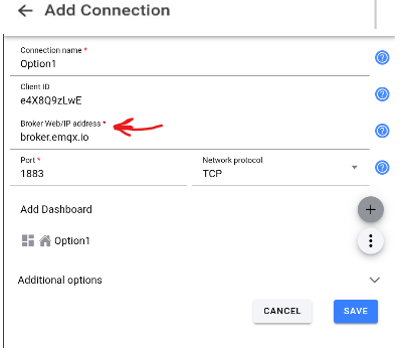 Add Connection
Connection name *
Option1
Client ID
e4X8Q9zLwE
Broker Web/IP address *
broker.emqx.io
Port * Network protocol
1883 TCP
Add Dashboard
Option1
Additional options
CANCEL SAVE